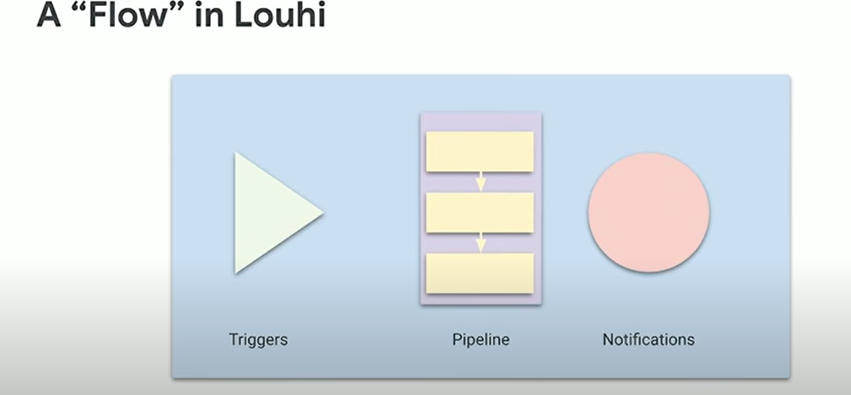 A “Flow” in Louhi
Triggers
Pipeline
Notifications